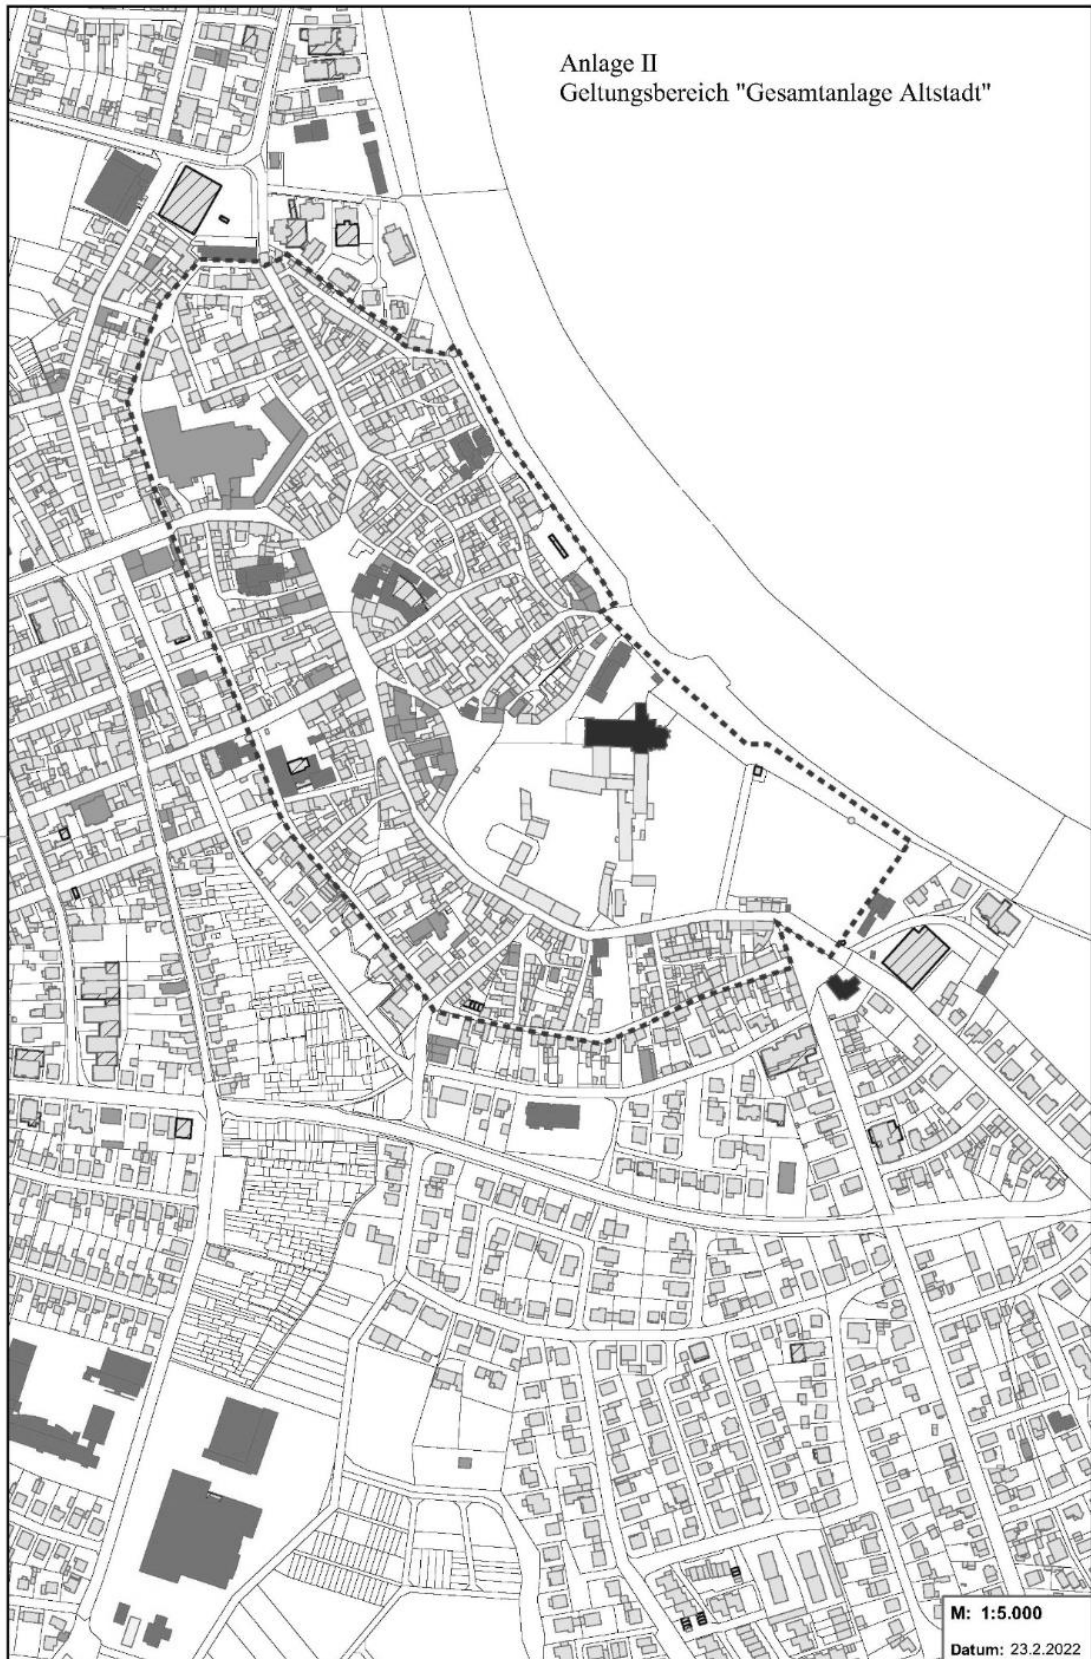 Anlage II
Geltungsbereich "Gesamtanlage Altstadt"
M: 1:5.000
Datum: 23.2.2022